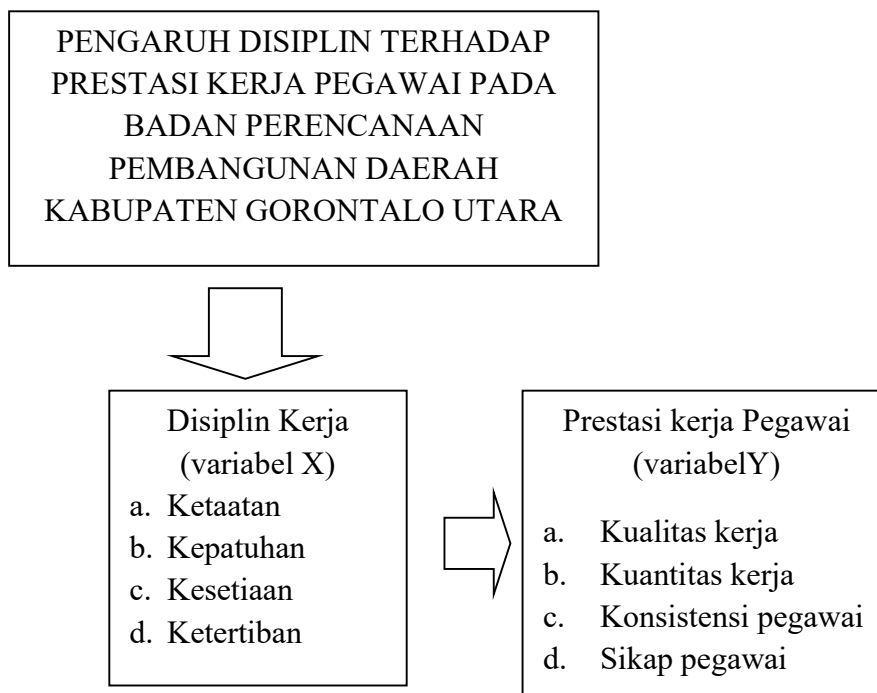 PENGARUH DISIPLIN TERHADAP
PRESTASI KERJA PEGAWAI PADA
BADAN PERENCANAAN
PEMBANGUNAN DAERAH
KABUPATEN GORONTALO UTARA
Disiplin Kerja
(variabel X)
a. Ketaatan
b. Kepatuhan
c. Kesetiaan
d. Ketertiban
Prestasi kerja Pegawai
(variabelY)
a. Kualitas kerja
b. Kuantitas kerja
c. Konsistensi pegawai
d. Sikap pegawai